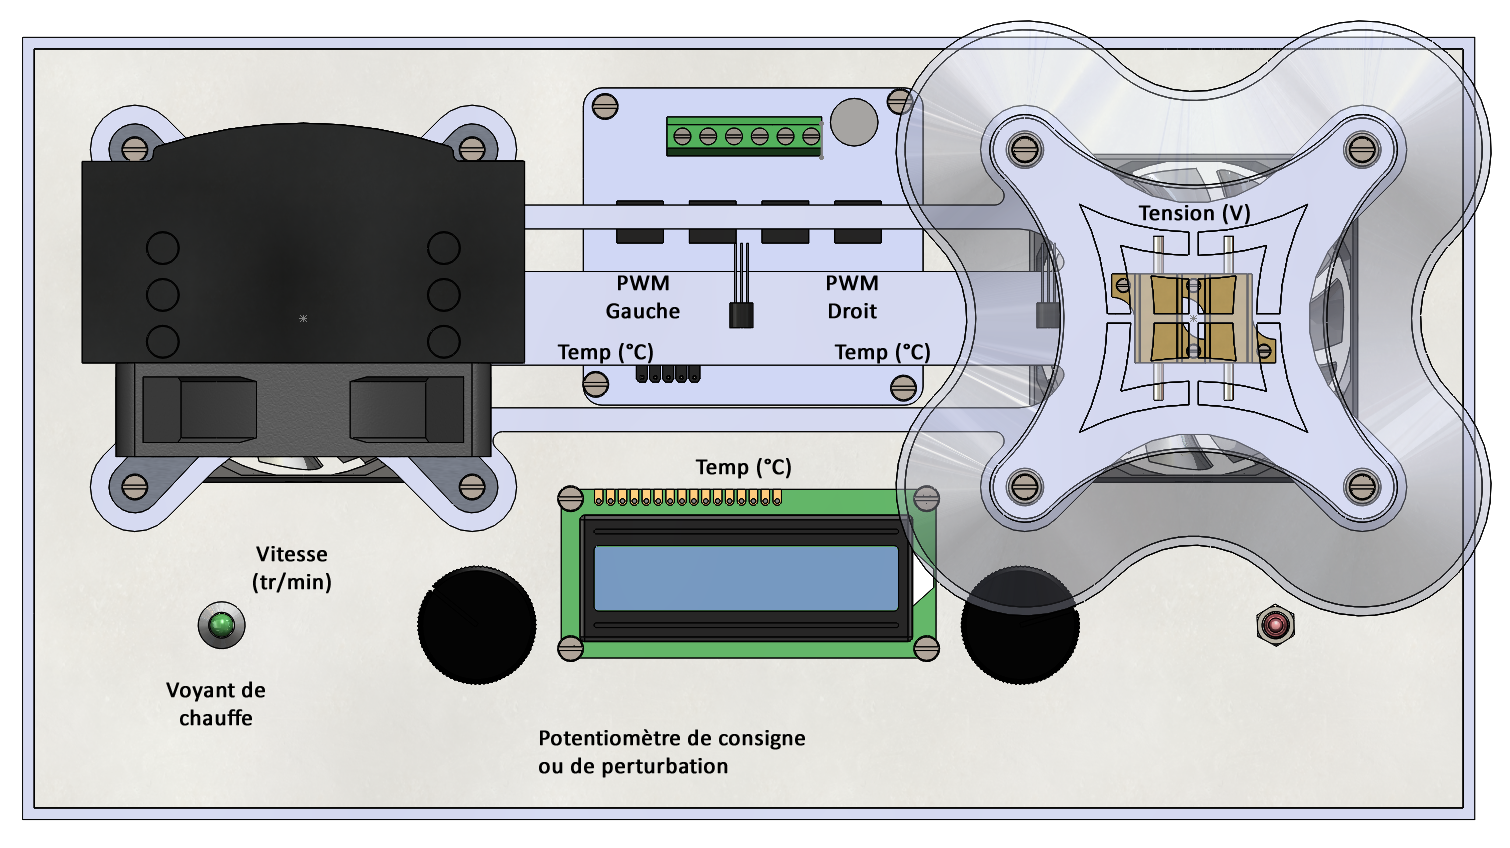 Tension (V)
PWM
Gauche
PWM
Droit
Temp (°C)
Temp (°C)
Temp (°C)
Vitesse
(tr/min)
Voyant de
chauffe
Potentiomètre de consigne
ou de perturbation